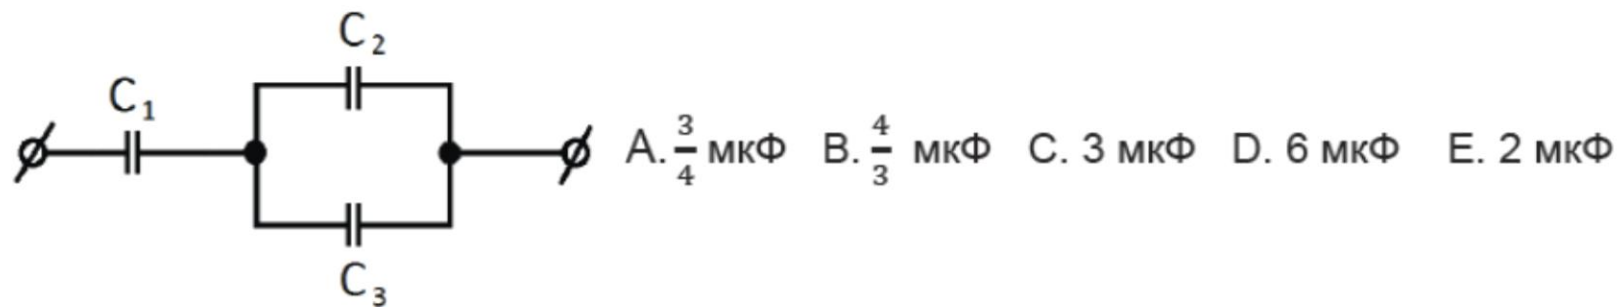 C₂
C₁
A. 3/4 мкФ B. 4/3 мкФ C. 3 мкФ D. 6 мкФ E. 2 мкФ
C₃